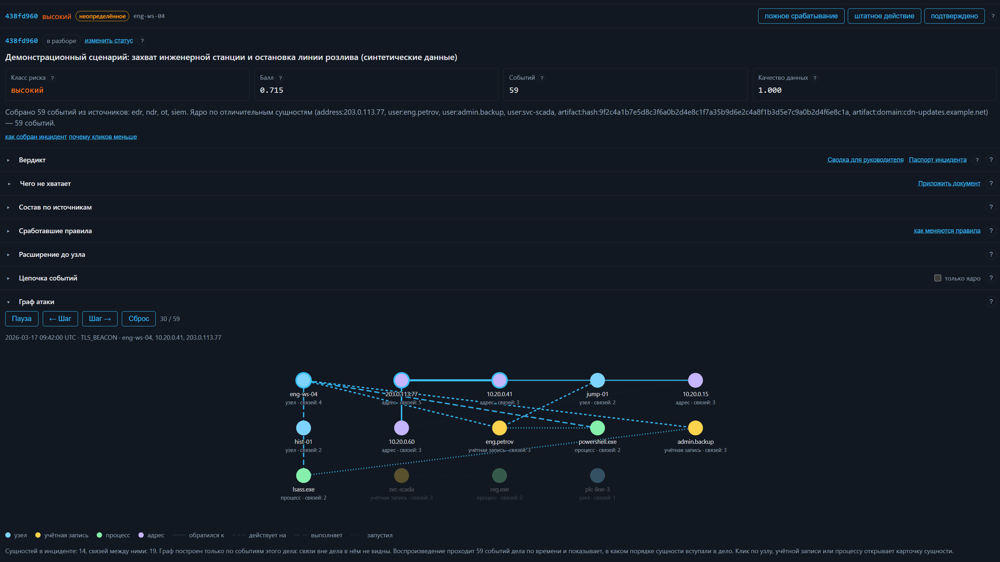 438fd960 ВЫСОКИЙ неопределённое eng-ws-04 ложное срабатывание штатное действие подтверждено ?
438fd960 в разборе изменить статус ?
Демонстрационный сценарий: захват инженерной станции и остановка линии розлива (синтетические данные)
Класс риска ? Балл ? Событий ? Качество данных ?
ВЫСОКИЙ 0.715 59 1.000
Собрано 59 событий из источников: edr, ndr, ot, siem. Ядро по отличительным сущностям (address:203.0.113.77, user:eng.petrov, user:admin.backup, user:svc-scada, artifact:hash:9f2c4a1b7e5d8c3f6a0b2d4e8c1f7a35b9d6e2c4a8f1b3d5e7c9a0b2d4f6e8c1a, artifact:domain:cdn-updates.example.net)
— 59 событий.
как собран инцидент почему кликов меньше
▸ Вердикт Сводка для руководителя Паспорт инцидента ? ?
▸ Чего не хватает Приложить документ ?
▸ Состав по источникам ?
▸ Сработавшие правила как меняются правила ?
▸ Расширение до узла ?
▸ Цепочка событий только ядро ?
▾ Граф атаки ?
Пауза ← Шаг Шаг → Сброс 30 / 59
2026-03-17 09:42:00 UTC · TLS_BEACON · eng-ws-04, 10.20.0.41, 203.0.113.77
eng-ws-04 203.0.113.77 10.20.0.41 jump-01 10.20.0.15
узел · связей: 4 адрес · связей: 5 адрес · связей: 3 узел · связей: 2 адрес · связей: 3
hist-01 10.20.0.60 eng.petrov powershell.exe admin.backup
узел · связей: 2 адрес · связей: 3 учётная запись · связей: 3 процесс · связей: 2 учётная запись · связей: 3
lsass.exe svc-scada reg.exe plc-line-3
процесс · связей: 2 учётная запись · связей: 3 процесс · связей: 2 узел · связей: 1
узел учётная запись процесс адрес обратился к действует на выполняет запустил
Сущностей в инциденте: 14, связей между ними: 19. Граф построен только по событиям этого дела: связи вне дела в нём не видны. Воспроизведение проходит 59 событий дела по времени и показывает, в каком порядке сущности вступали в дело. Клик по узлу, учётной записи или процессу открывает карточку сущности.